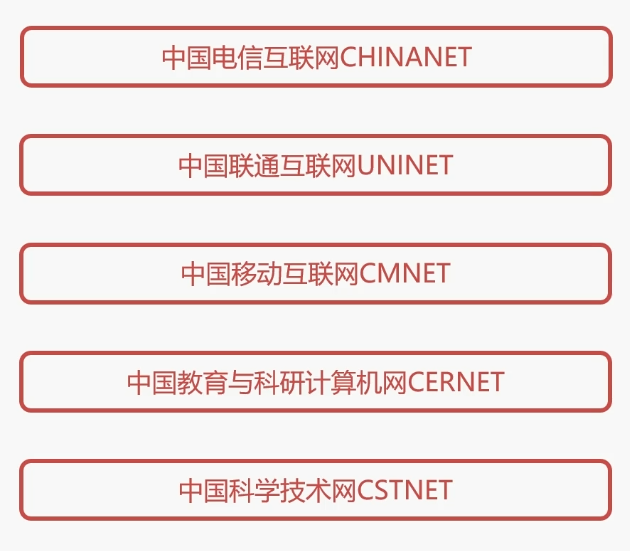 中国电信互联网CHINANET
中国联通互联网UNINET
中国移动互联网CMNET
中国教育与科研计算机网CERNET
中国科学技术网CSTNET